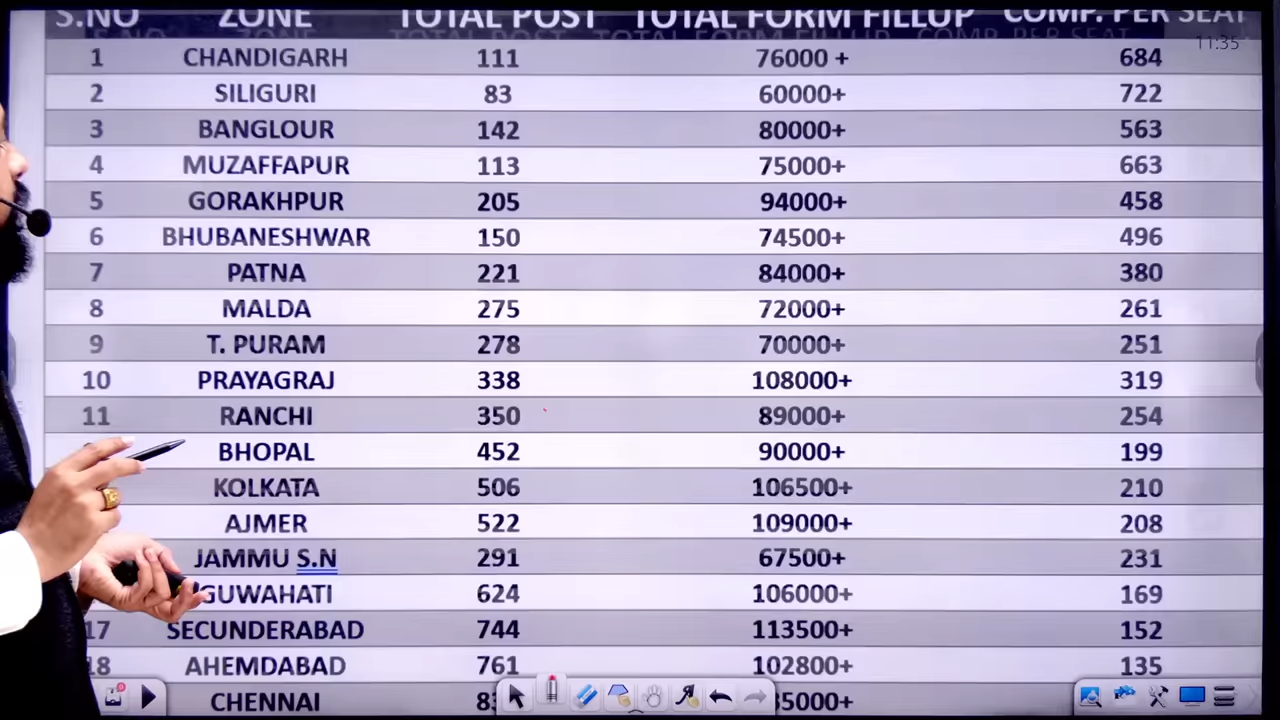 S.NO ZONE TOTAL POST TOTAL FORM FILLUP COMP. PER SEAT
11:35
1 CHANDIGARH 111 76000 + 684
2 SILIGURI 83 60000+ 722
3 BANGLOUR 142 80000+ 563
4 MUZAFFAPUR 113 75000+ 663
5 GORAKHPUR 205 94000+ 458
6 BHUBANESHWAR 150 74500+ 496
7 PATNA 221 84000+ 380
8 MALDA 275 72000+ 261
9 T. PURAM 278 70000+ 251
10 PRAYAGRAJ 338 108000+ 319
11 RANCHI 350 89000+ 254
BHOPAL 452 90000+ 199
KOLKATA 506 106500+ 210
AJMER 522 109000+ 208
JAMMU S.N 291 67500+ 231
GUWAHATI 624 106000+ 169
17 SECUNDERABAD 744 113500+ 152
18 AHEMDABAD 761 102800+ 135
CHENNAI